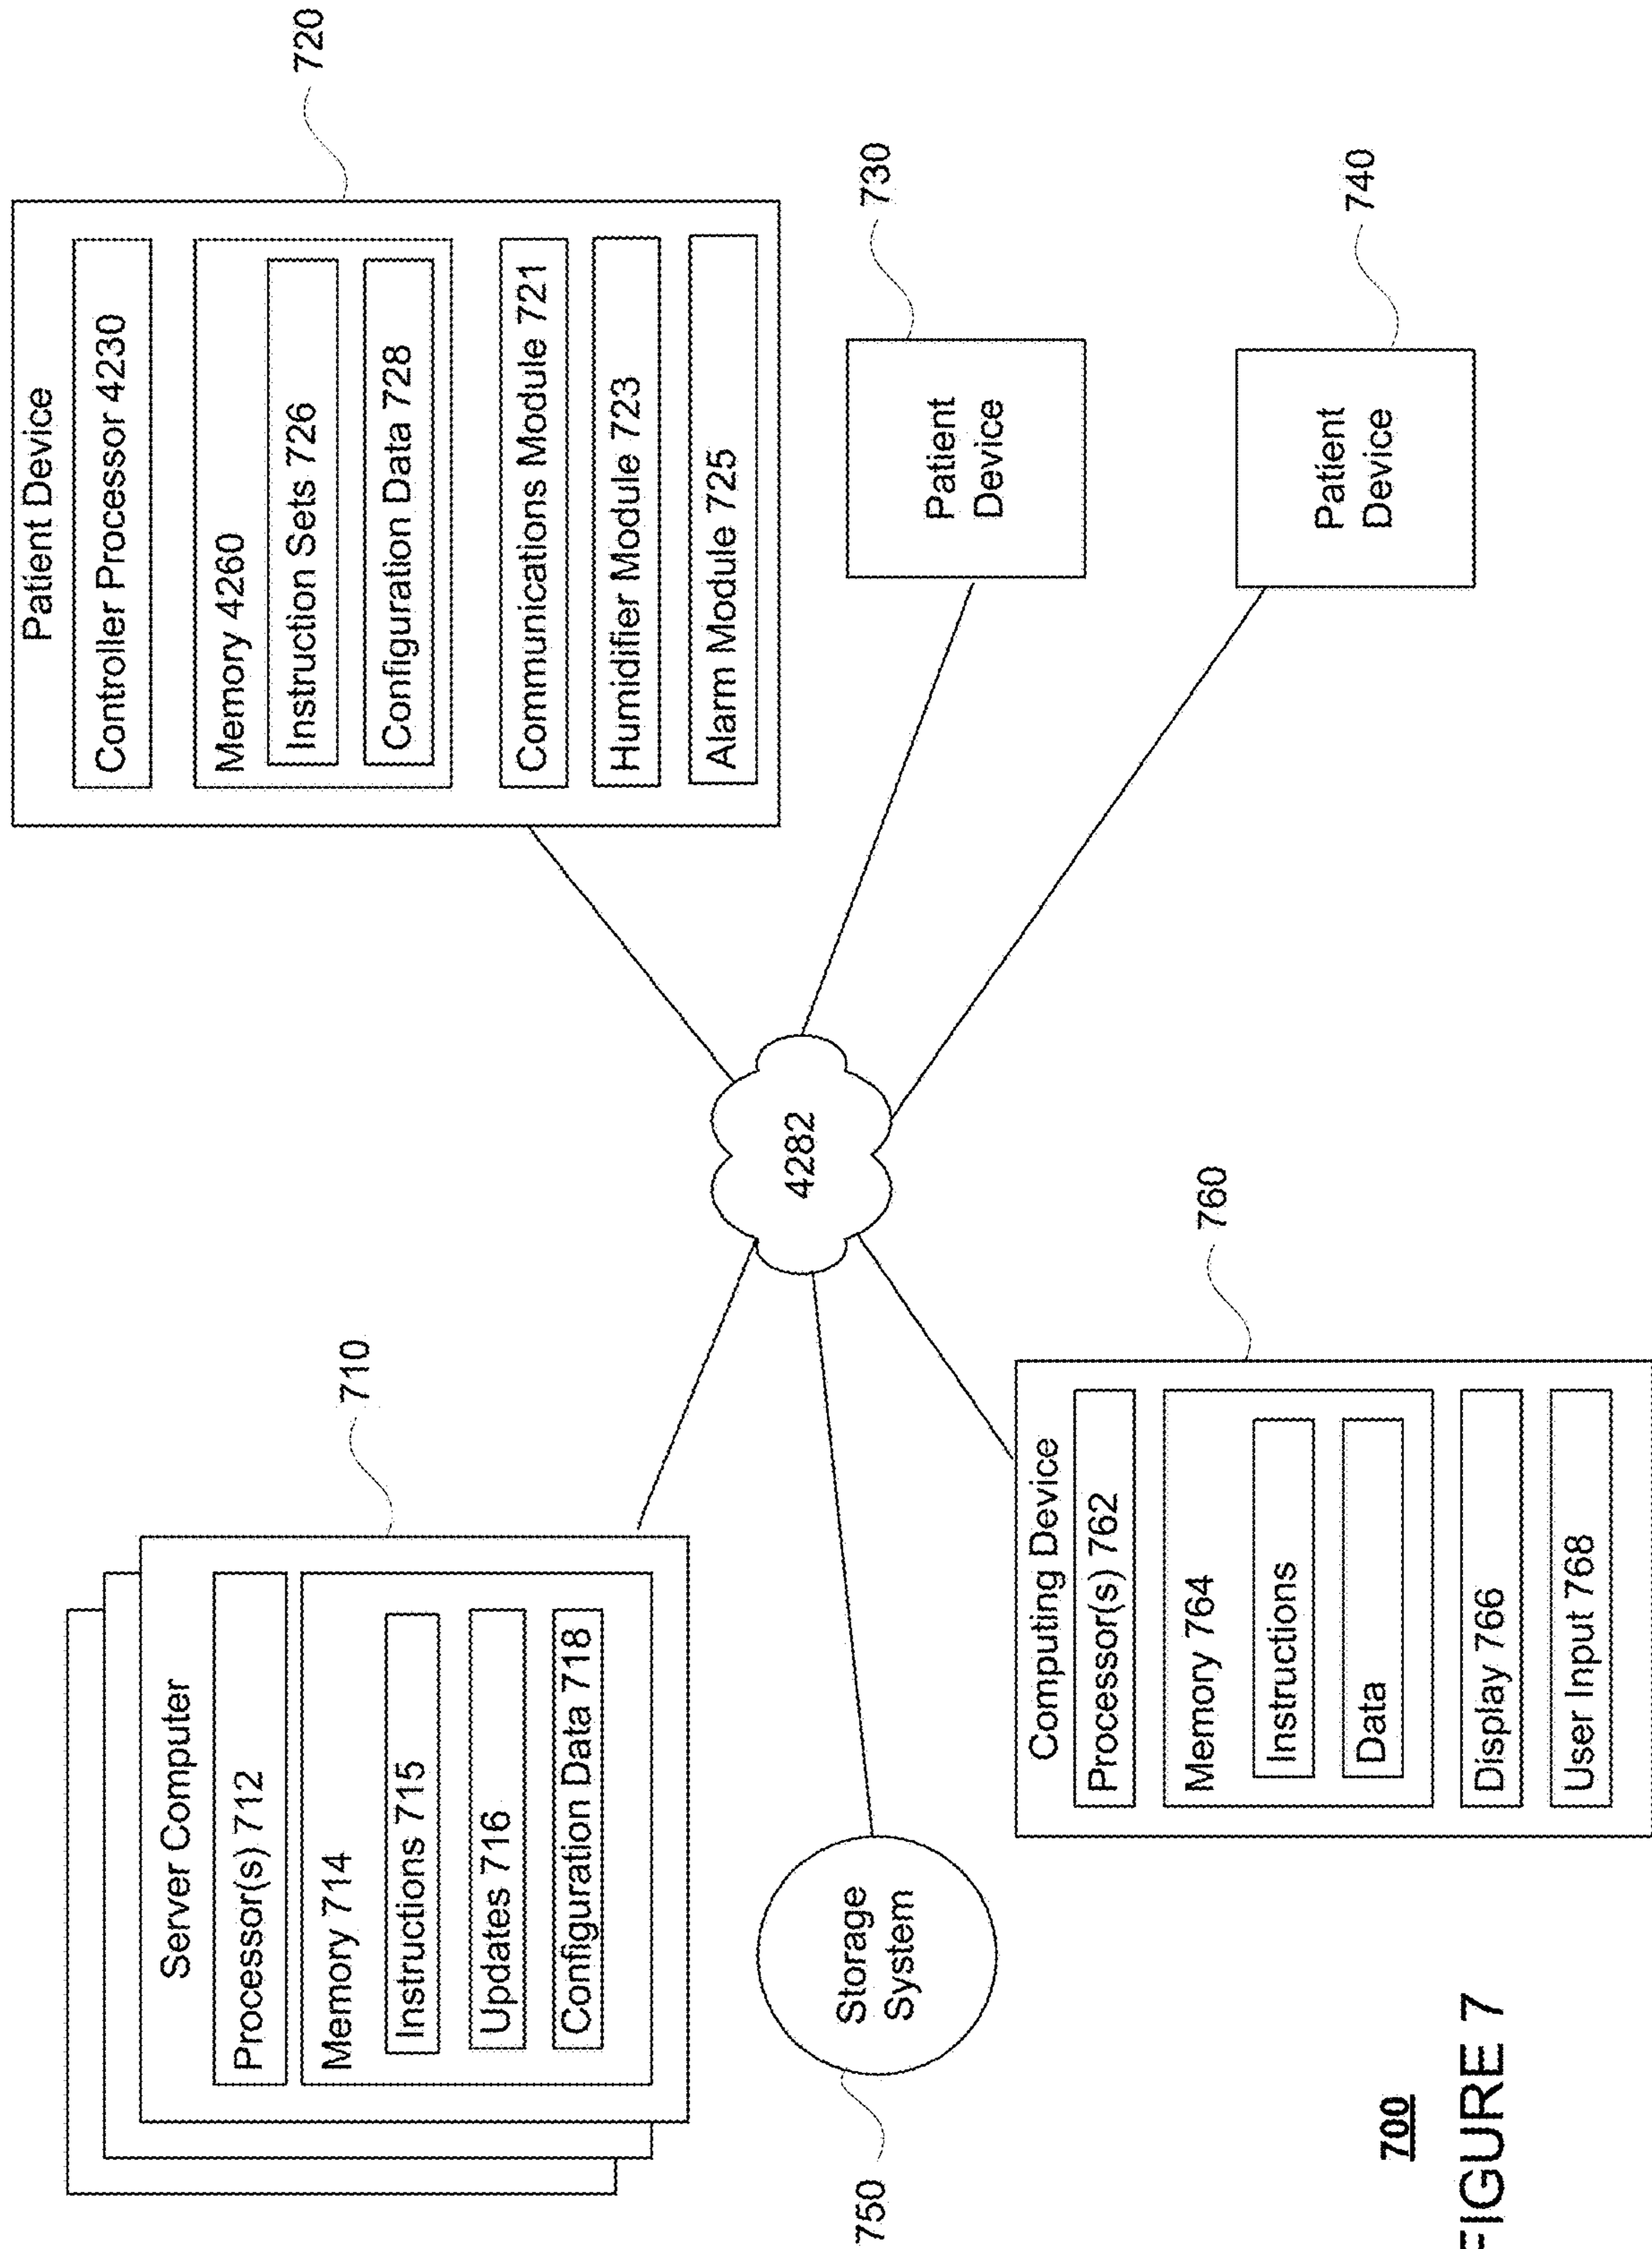 Server Computer
Processor(s) 712
Memory 714
Instructions 715
Updates 716
Configuration Data 718
710
Patient Device
Controller Processor 4230
Memory 4260
Instruction Sets 726
Configuration Data 728
Communications Module 721
Humidifier Module 723
Alarm Module 725
720
4282
Storage
System
750
Patient
Device
730
Computing Device
Processor(s) 762
Memory 764
Instructions
Data
Display 766
User Input 768
760
Patient
Device
740
700
FIGURE 7